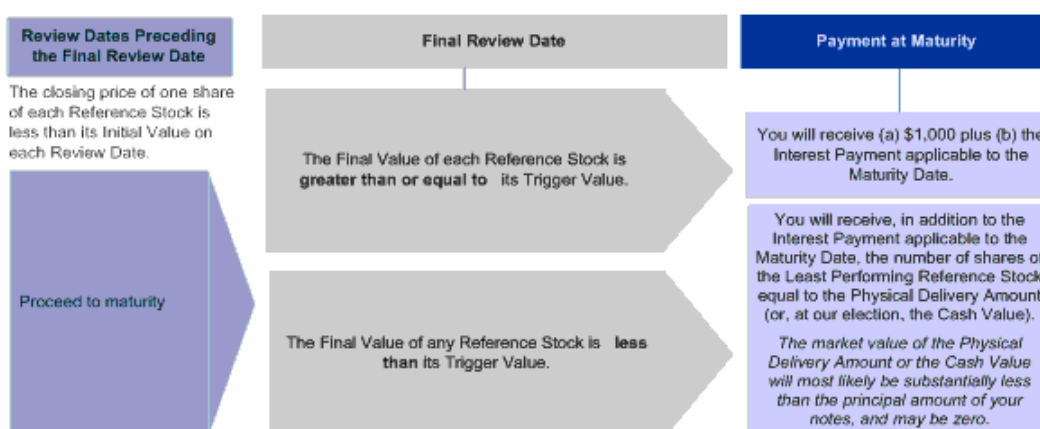 Review Dates Preceding
the Final Review Date
The closing price of one share
of each Reference Stock is
less than its Initial Value on
each Review Date.
Proceed to maturity
Final Review Date
The Final Value of each Reference Stock is
greater than or equal to its Trigger Value.
The Final Value of any Reference Stock is less
than its Trigger Value.
Payment at Maturity
You will receive (a) $1,000 plus (b) the
Interest Payment applicable to the
Maturity Date.
You will receive, in addition to the
Interest Payment applicable to the
Maturity Date, the number of shares of
the Least Performing Reference Stock
equal to the Physical Delivery Amount
(or, at our election, the Cash Value).
The market value of the Physical
Delivery Amount or the Cash Value
will most likely be substantially less
than the principal amount of your
notes, and may be zero.